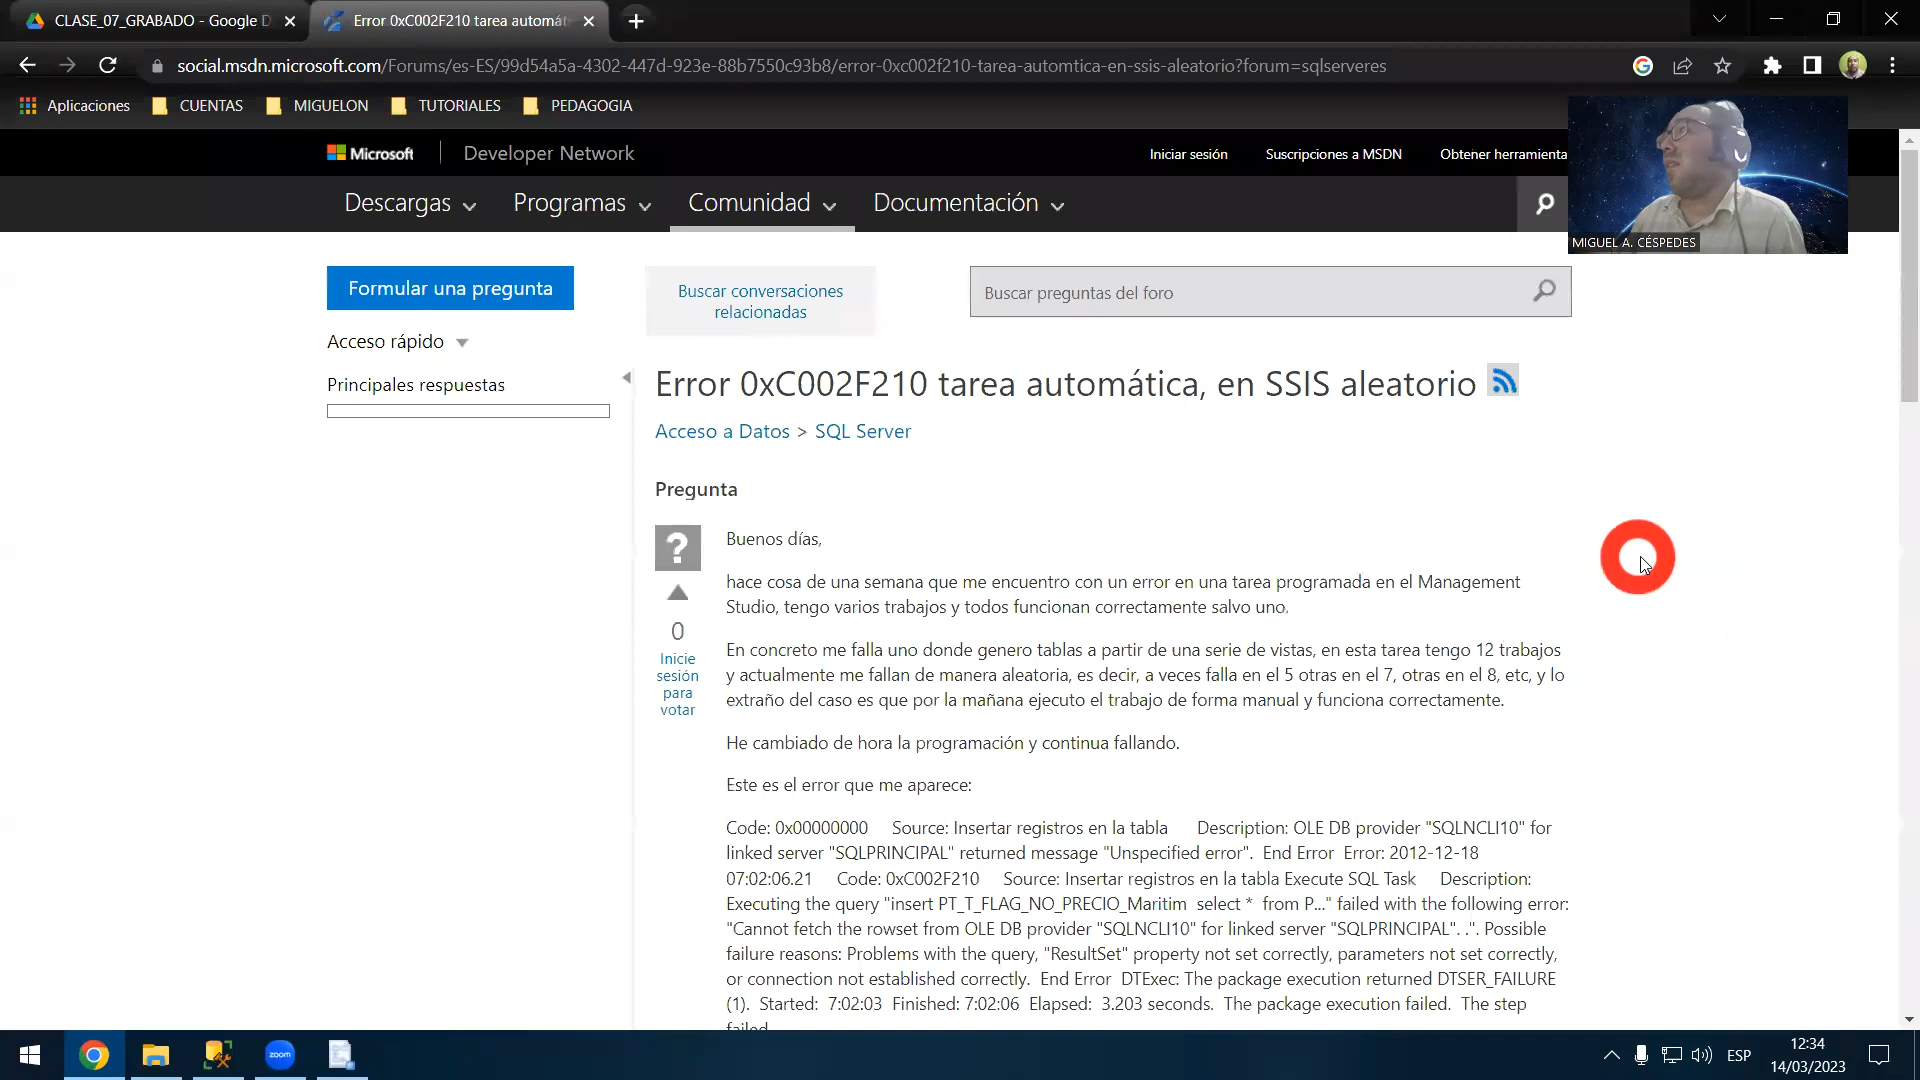 CLASE_07_GRABADO - Google D
Error 0xC002F210 tarea automát
social.msdn.microsoft.com/Forums/es-ES/99d54a5a-4302-447d-923e-88b7550c93b8/error-0xc002f210-tarea-automtica-en-ssis-aleatorio?forum=sqlserveres
Aplicaciones CUENTAS MIGUELON TUTORIALES PEDAGOGIA
Microsoft Developer Network Iniciar sesión Suscripciones a MSDN Obtener herramienta
Descargas Programas Comunidad Documentación
MIGUEL A. CÉSPEDES
Formular una pregunta
Buscar conversaciones
relacionadas
Buscar preguntas del foro
Acceso rápido
Principales respuestas
Error 0xC002F210 tarea automática, en SSIS aleatorio
Acceso a Datos > SQL Server
Pregunta
?
0
Inicie
sesión
para
votar
Buenos días,
hace cosa de una semana que me encuentro con un error en una tarea programada en el Management
Studio, tengo varios trabajos y todos funcionan correctamente salvo uno.
En concreto me falla uno donde genero tablas a partir de una serie de vistas, en esta tarea tengo 12 trabajos
y actualmente me fallan de manera aleatoria, es decir, a veces falla en el 5 otras en el 7, otras en el 8, etc, y lo
extraño del caso es que por la mañana ejecuto el trabajo de forma manual y funciona correctamente.
He cambiado de hora la programación y continua fallando.
Este es el error que me aparece:
Code: 0x00000000 Source: Insertar registros en la tabla Description: OLE DB provider "SQLNCLI10" for
linked server "SQLPRINCIPAL" returned message "Unspecified error". End Error Error: 2012-12-18
07:02:06.21 Code: 0xC002F210 Source: Insertar registros en la tabla Execute SQL Task Description:
Executing the query "insert PT_T_FLAG_NO_PRECIO_Maritim select * from P..." failed with the following error:
"Cannot fetch the rowset from OLE DB provider "SQLNCLI10" for linked server "SQLPRINCIPAL". .". Possible
failure reasons: Problems with the query, "ResultSet" property not set correctly, parameters not set correctly,
or connection not established correctly. End Error DTExec: The package execution returned DTSER_FAILURE
(1). Started: 7:02:03 Finished: 7:02:06 Elapsed: 3.203 seconds. The package execution failed. The step
failed
zoom
ESP
12:34
14/03/2023